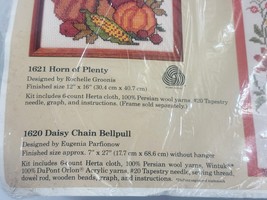 1621 Horn of Plenty
Designed by Rochelle Groonis
Finished size 12" x 16" (30.4 cm x 40.7 cm)
Kit includes 6-count Herta cloth, 100% Persian wool yarns, #20 Tapestry
needle, graph, and instructions. (Frame sold separately.)
1620 Daisy Chain Bellpull
Designed by Eugenia Parfionow
Finished size approx. 7" x 27" (17.7 cm x 68.6 cm) without hanger
Kit includes 6-count Herta cloth, 100% Persian wool yarns, Wintuk®
100% DuPont Orlon® Acrylic yarns, #20 Tapestry needle, sewing thread,
dowel rod, wooden beads, graph, and instructions.